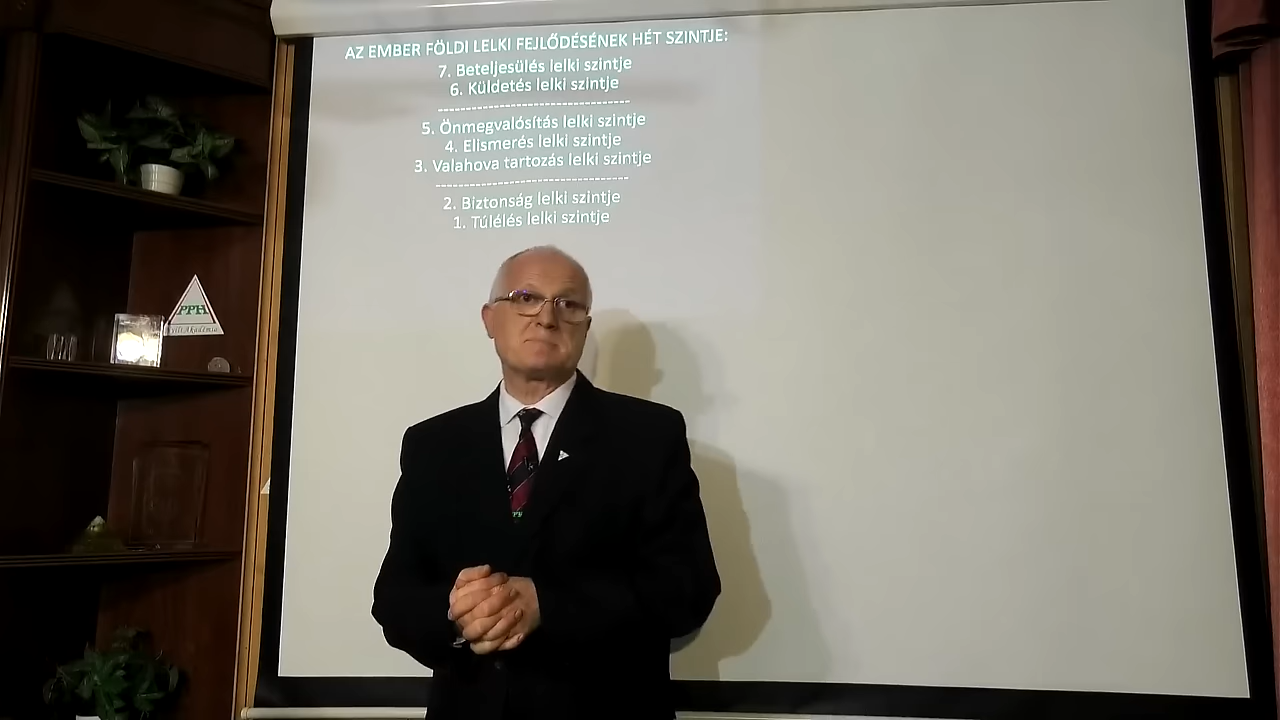 AZ EMBER FÖLDI LELKI FEJLŐDÉSÉNEK HÉT SZINTJE:
7. Beteljesülés lelki szintje
6. Küldetés lelki szintje
--------------------------------
5. Önmegvalósítás lelki szintje
4. Elismerés lelki szintje
3. Valahova tartozás lelki szintje
--------------------------------
2. Biztonság lelki szintje
1. Túlélés lelki szintje
PPH
Akadémia